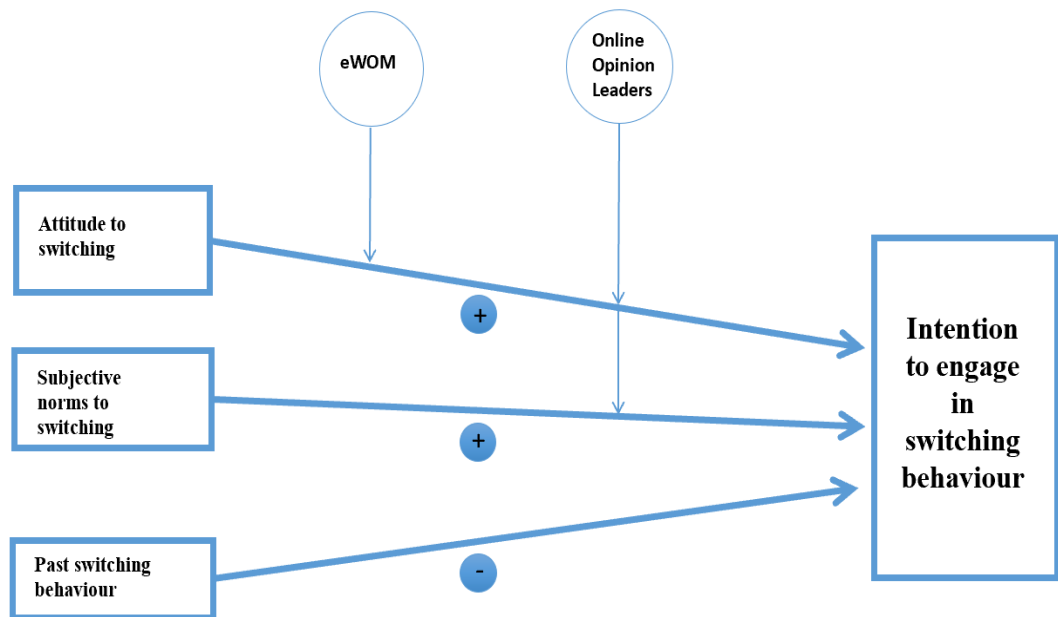 eWOM
Online
Opinion
Leaders
Attitude to
switching
+
Subjective
norms to
switching
+
Past switching
behaviour
-
Intention
to engage
in
switching
behaviour